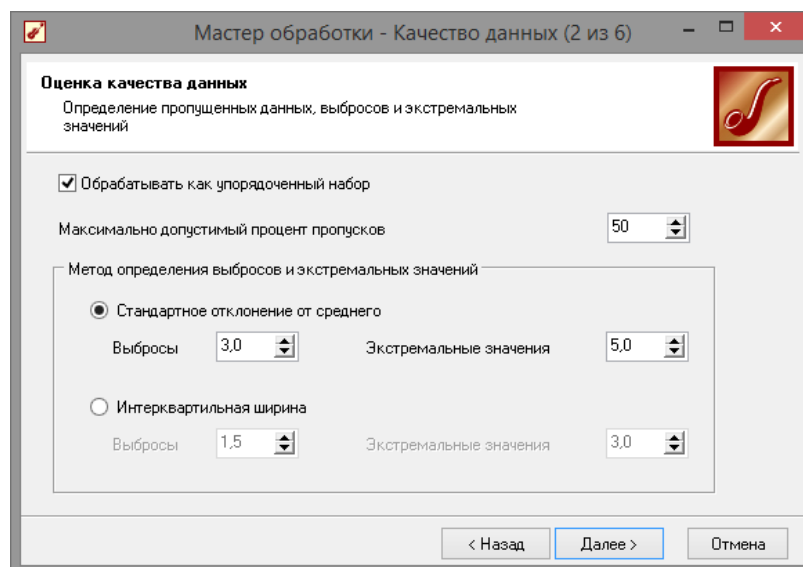 Мастер обработки - Качество данных (2 из 6)
Оценка качества данных
Определение пропущенных данных, выбросов и экстремальных
значений
Обрабатывать как упорядоченный набор
Максимально допустимый процент пропусков 50
Метод определения выбросов и экстремальных значений
Стандартное отклонение от среднего
Выбросы 3,0 Экстремальные значения 5,0
Интерквартильная ширина
Выбросы 1,5 Экстремальные значения 3,0
< Назад Далее > Отмена